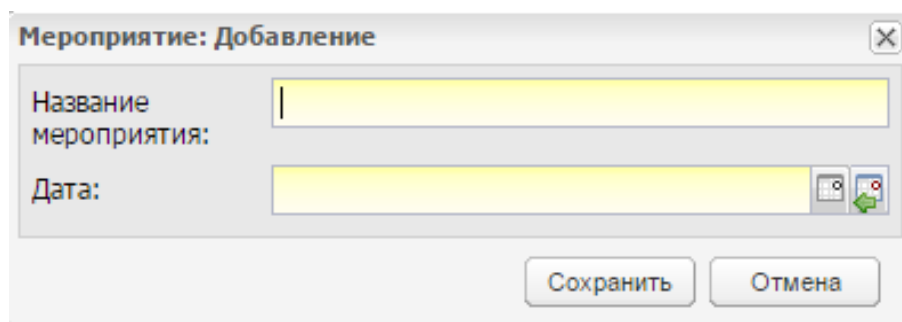 Мероприятие: Добавление
Название
мероприятия:
Дата:
Сохранить
Отмена